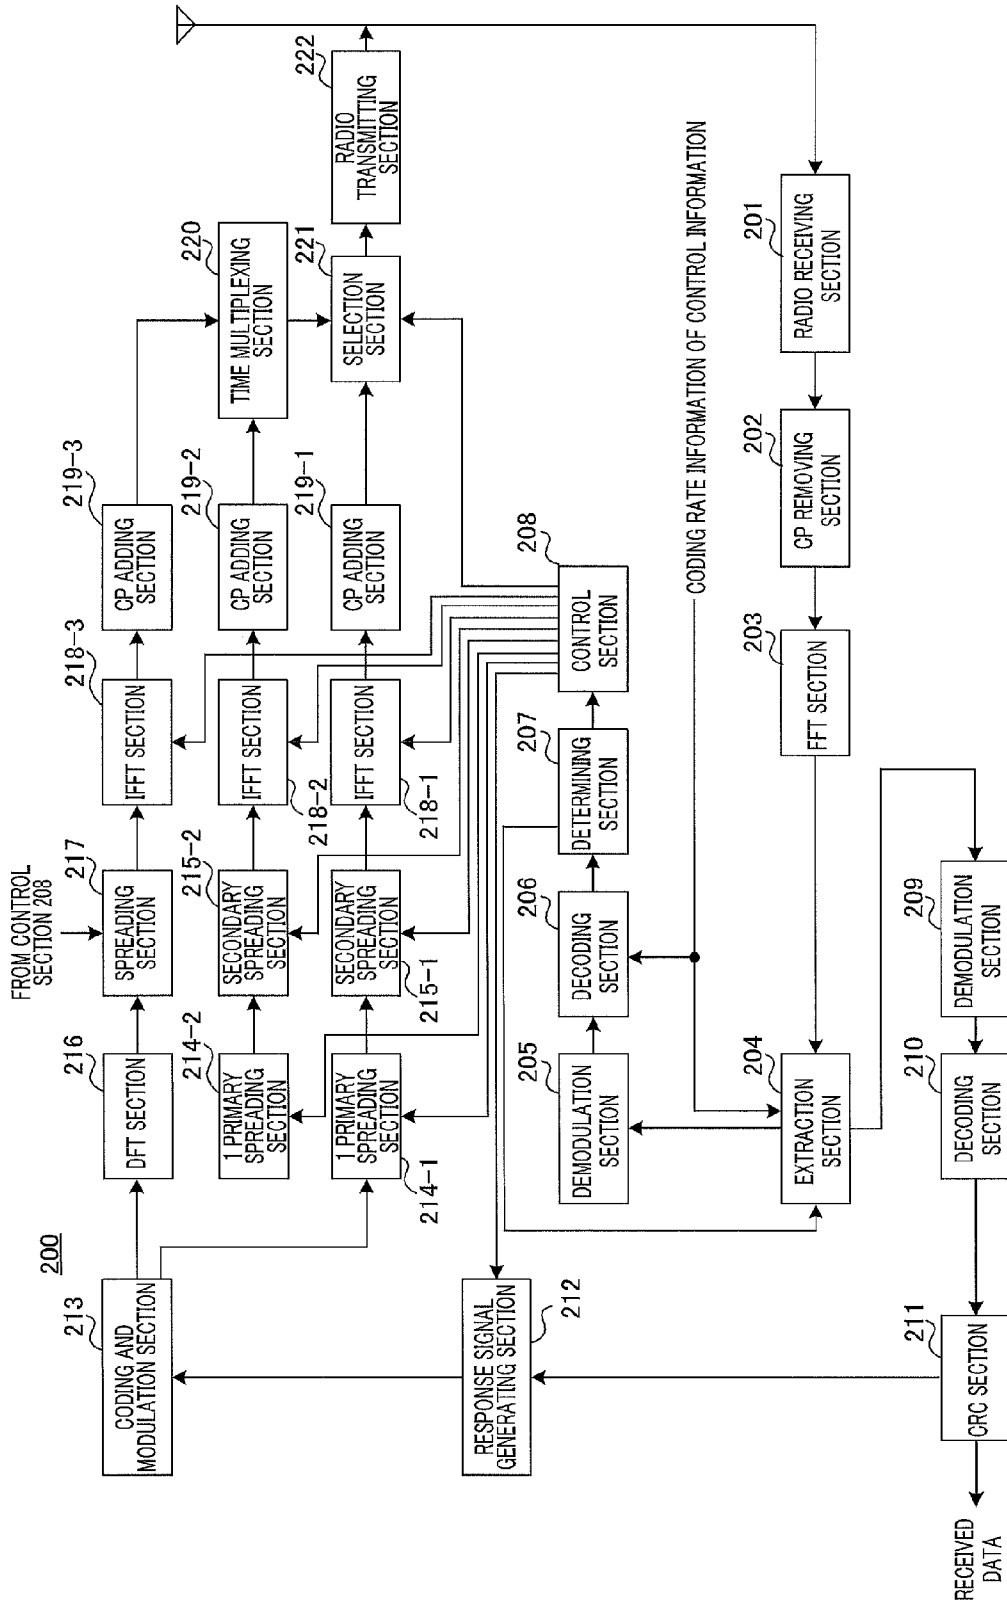 200
FROM CONTROL
SECTION 208
213
CODING AND
MODULATION SECTION
216
DFT SECTION
217
SPREADING
SECTION
218-3
IFFT SECTION
219-3
CP ADDING
SECTION
214-2
1 PRIMARY
SPREADING
SECTION
215-2
SECONDARY
SPREADING
SECTION
218-2
IFFT SECTION
219-2
CP ADDING
SECTION
220
TIME MULTIPLEXING
SECTION
214-1
1 PRIMARY
SPREADING
SECTION
215-1
SECONDARY
SPREADING
SECTION
218-1
IFFT SECTION
219-1
CP ADDING
SECTION
221
SELECTION
SECTION
222
RADIO
TRANSMITTING
SECTION
212
RESPONSE SIGNAL
GENERATING SECTION
205
DEMODULATION
SECTION
206
DECODING
SECTION
207
DETERMINING
SECTION
208
CONTROL
SECTION
CODING RATE INFORMATION OF CONTROL INFORMATION
204
EXTRACTION
SECTION
203
FFT SECTION
202
CP REMOVING
SECTION
201
RADIO RECEIVING
SECTION
RECEIVED
DATA
211
CRC SECTION
210
DECODING
SECTION
209
DEMODULATION
SECTION